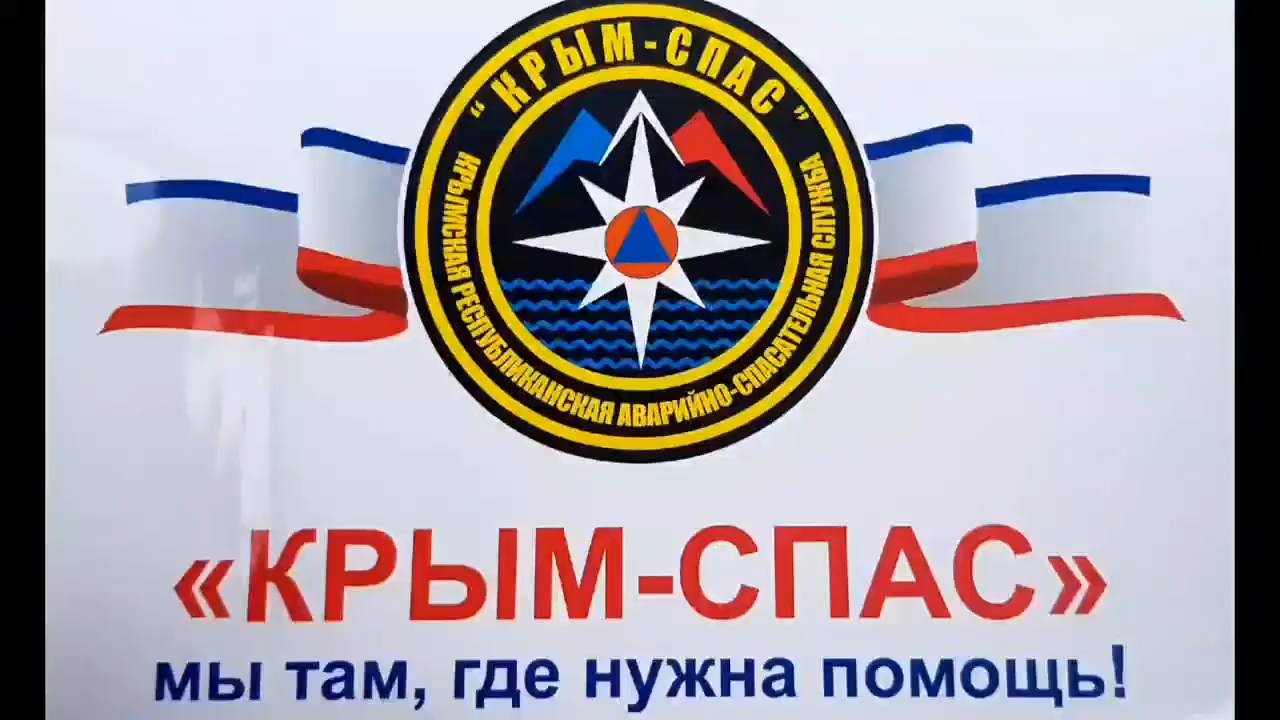 "КРЫМ-СПАС"
КРЫМСКАЯ РЕСПУБЛИКАНСКАЯ АВАРИЙНО-СПАСАТЕЛЬНАЯ СЛУЖБА
«КРЫМ-СПАС»
мы там, где нужна помощь!